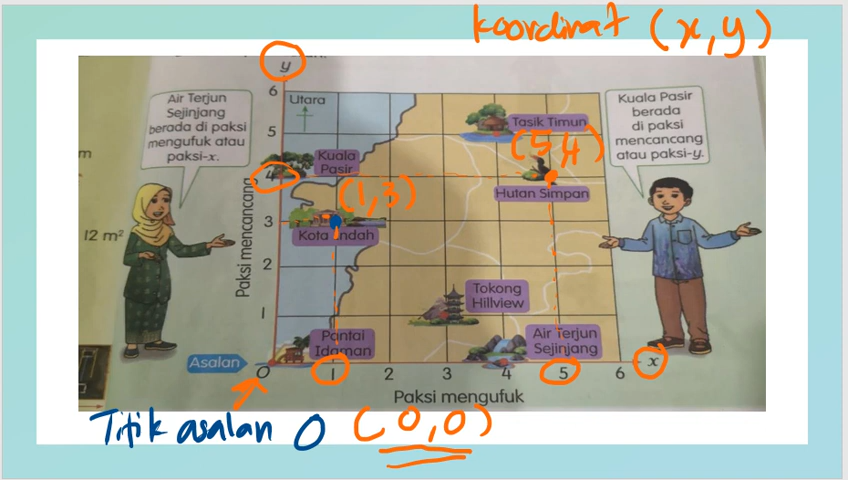 koordinat (x,y)
y
6
Utara
Air Terjun
Sejinjang
berada di paksi
mengufuk atau
paksi-x.
Kuala Pasir
berada
di paksi
mencancang
atau paksi-y.
Tasik Timun
5
(5,4)
Kuala
Pasir
4
(1,3)
Hutan Simpan
Paksi mencancang
3
Kota Indah
12 m²
m
2
Tokong
Hillview
1
Pantai
Idaman
Air Terjun
Sejinjang
Asalan
O
1
2
3
4
5
6
x
Paksi mengufuk
Titik asalan O (0,0)